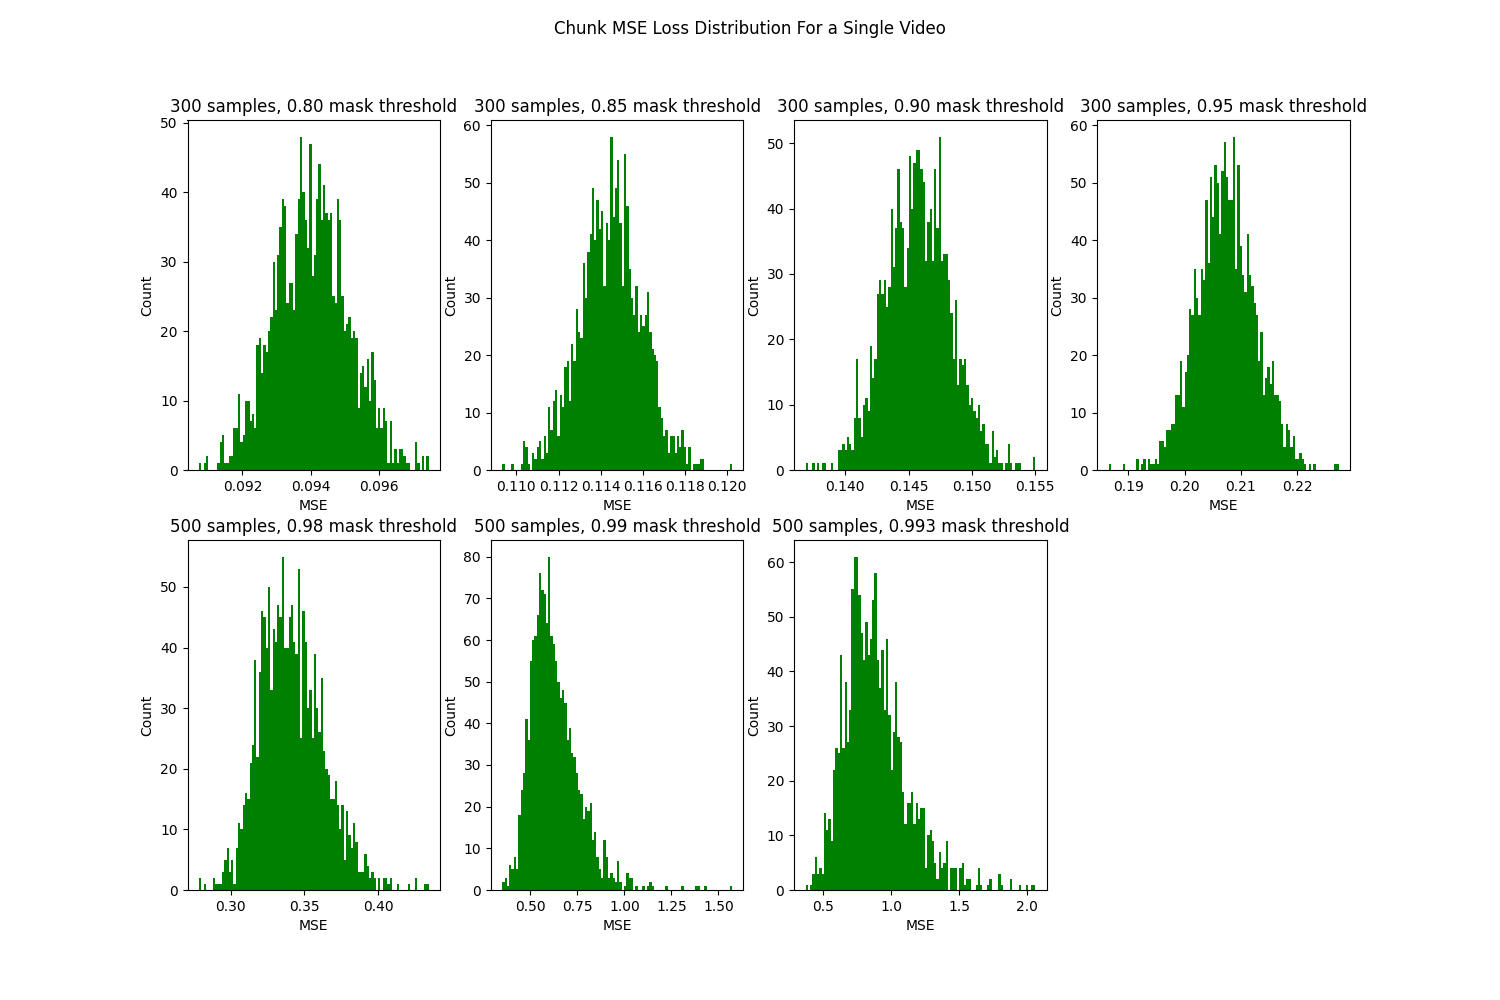 Chunk MSE Loss Distribution For a Single Video
300 samples, 0.80 mask threshold
50
40
30
20
10
0
Count
0.092 0.094 0.096
MSE
300 samples, 0.85 mask threshold
60
50
40
30
20
10
0
Count
0.110 0.112 0.114 0.116 0.118 0.120
MSE
300 samples, 0.90 mask threshold
50
40
30
20
10
0
Count
0.140 0.145 0.150 0.155
MSE
300 samples, 0.95 mask threshold
60
50
40
30
20
10
0
Count
0.19 0.20 0.21 0.22
MSE
500 samples, 0.98 mask threshold
50
40
30
20
10
0
Count
0.30 0.35 0.40
MSE
500 samples, 0.99 mask threshold
80
70
60
50
40
30
20
10
0
Count
0.50 0.75 1.00 1.25 1.50
MSE
500 samples, 0.993 mask threshold
60
50
40
30
20
10
0
Count
0.5 1.0 1.5 2.0
MSE